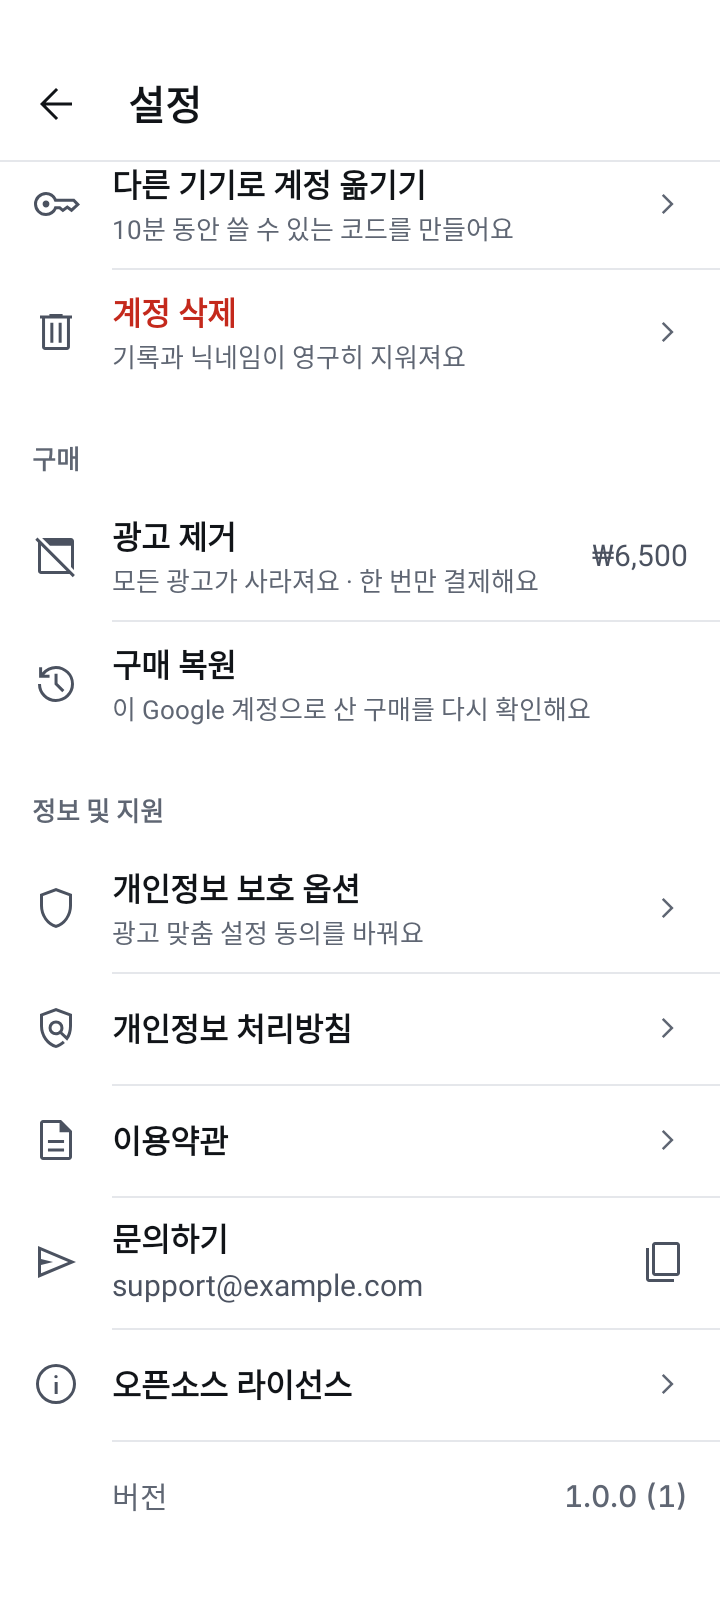 설정
다른 기기로 계정 옮기기
10분 동안 쓸 수 있는 코드를 만들어요
계정 삭제
기록과 닉네임이 영구히 지워져요
구매
광고 제거
₩6,500
모든 광고가 사라져요 · 한 번만 결제해요
구매 복원
이 Google 계정으로 산 구매를 다시 확인해요
정보 및 지원
개인정보 보호 옵션
광고 맞춤 설정 동의를 바꿔요
개인정보 처리방침
이용약관
문의하기
support@example.com
오픈소스 라이선스
버전
1.0.0 (1)